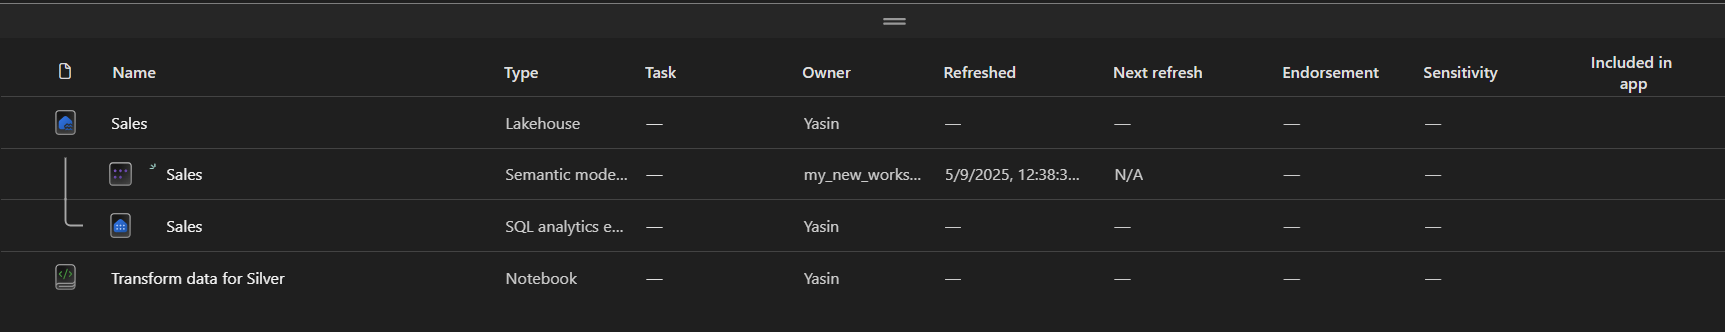 Name Type Task Owner Refreshed Next refresh Endorsement Sensitivity Included in
app
Sales Lakehouse — Yasin — — — —
Sales Semantic mode... — my_new_works... 5/9/2025, 12:38:3... N/A — —
Sales SQL analytics e... — Yasin — — — —
Transform data for Silver Notebook — Yasin — — — —